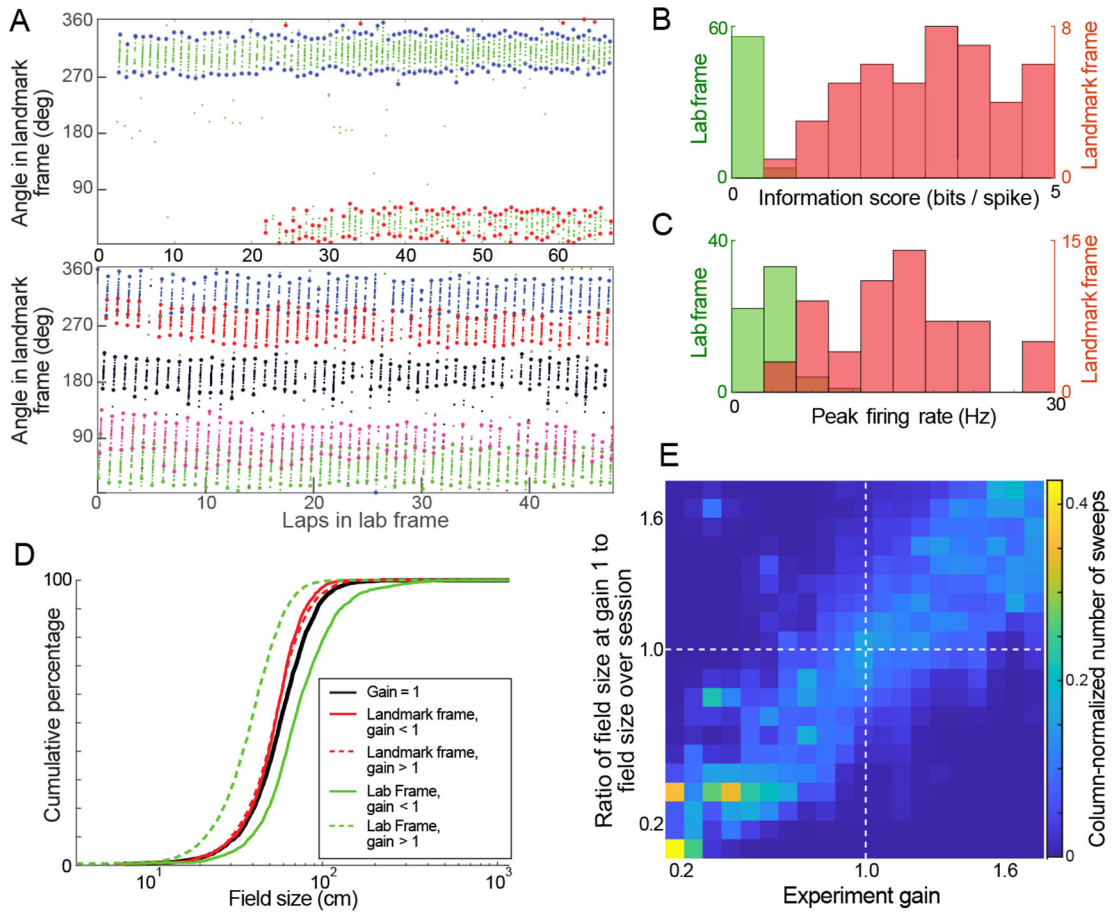 A
Angle in landmark
frame (deg)
360
270
180
90
0
10
20
30
40
50
60
Angle in landmark
frame (deg)
360
270
180
90
0
10
20
30
40
Laps in lab frame
B
Lab frame
60
0
8
0
Landmark frame
0
5
Information score (bits / spike)
C
Lab frame
40
0
15
0
Landmark frame
0
30
Peak firing rate (Hz)
D
Cumulative percentage
100
0
10¹
10²
10³
Field size (cm)
Gain = 1
Landmark frame,
gain < 1
Landmark frame,
gain > 1
Lab Frame,
gain < 1
Lab Frame,
gain > 1
E
Ratio of field size at gain 1 to
field size over session
1.6
1.0
0.2
0.2
1.0
1.6
Experiment gain
0.4
0.2
0
Column-normalized number of sweeps